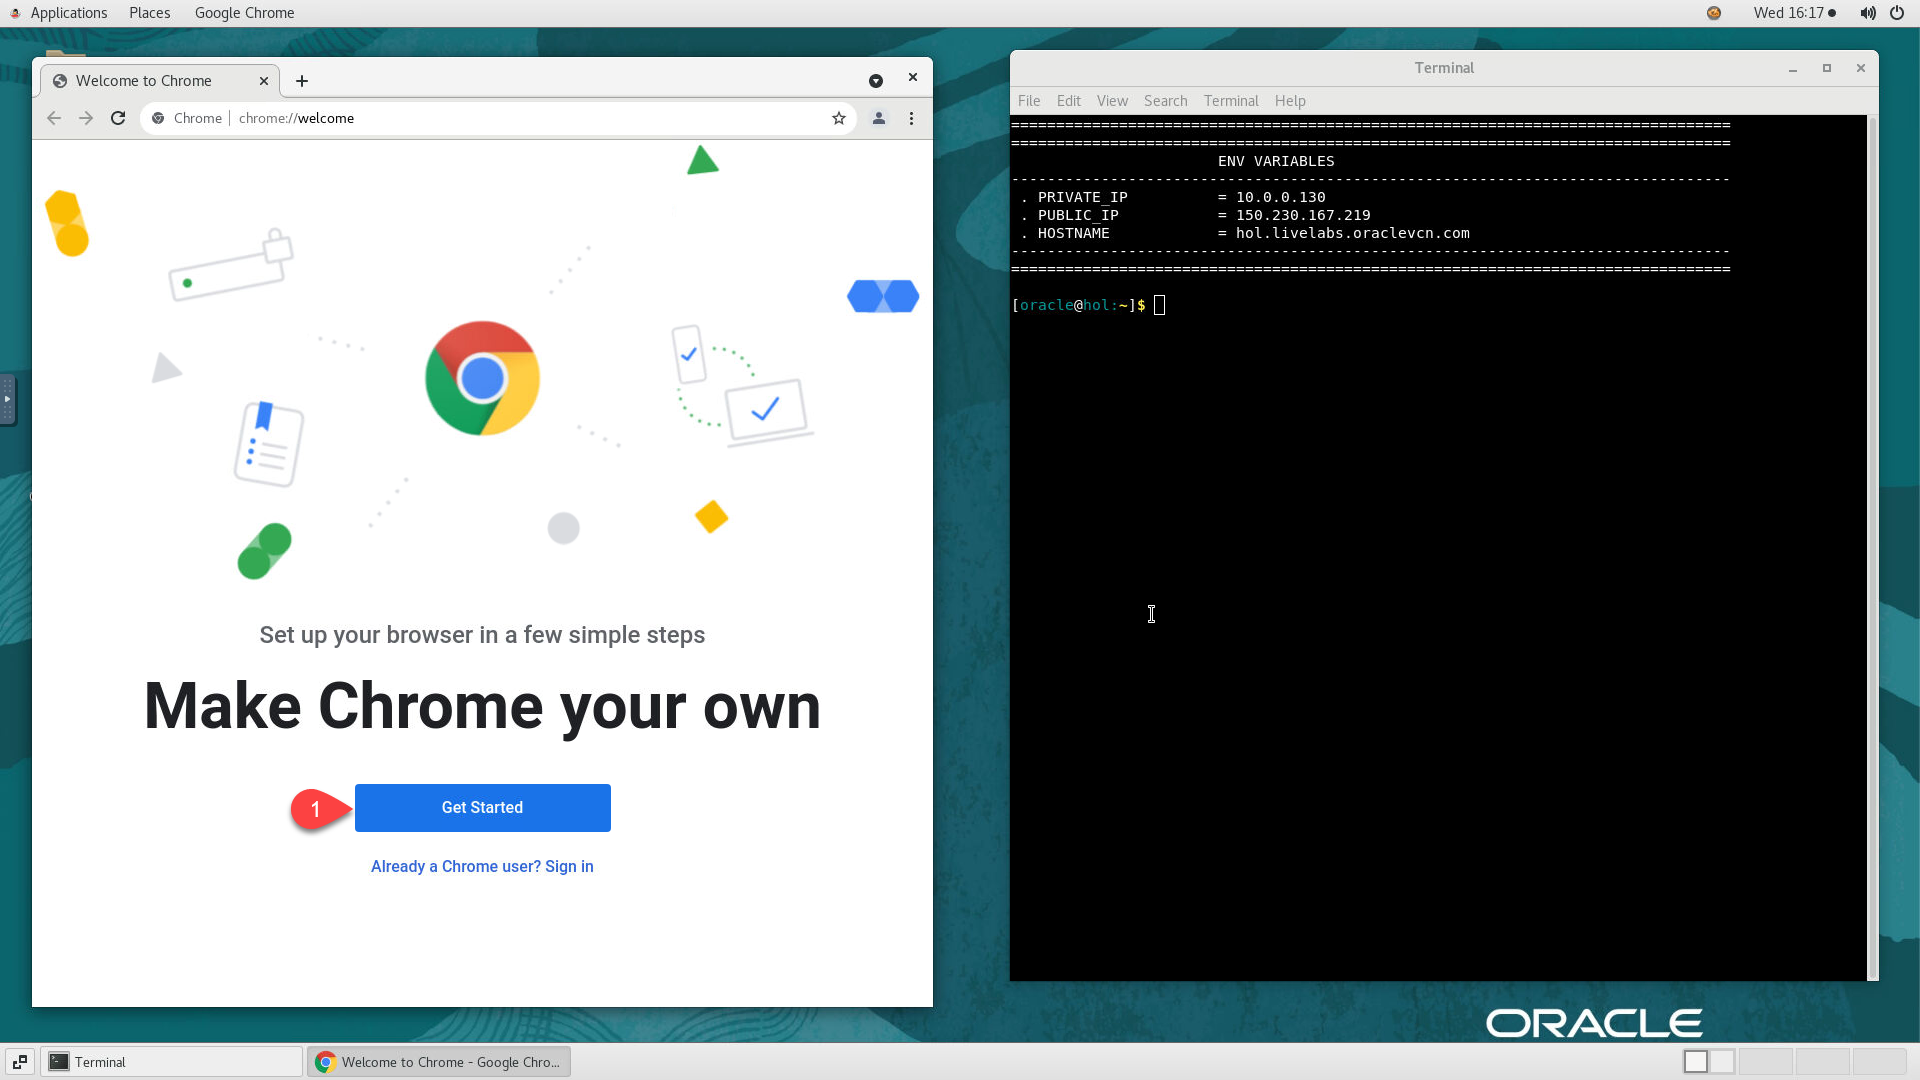 Applications Places Google Chrome
Wed 16:17
Welcome to Chrome
Chrome | chrome://welcome
Set up your browser in a few simple steps
Make Chrome your own
1
Get Started
Already a Chrome user? Sign in
Terminal
File Edit View Search Terminal Help
================================================================================
================================================================================
ENV VARIABLES
--------------------------------------------------------------------------------
. PRIVATE_IP = 10.0.0.130
. PUBLIC_IP = 150.230.167.219
. HOSTNAME = hol.livelabs.oraclevcn.com
--------------------------------------------------------------------------------
================================================================================
[oracle@hol:~]$
ORACLE
Terminal
Welcome to Chrome - Google Chro...